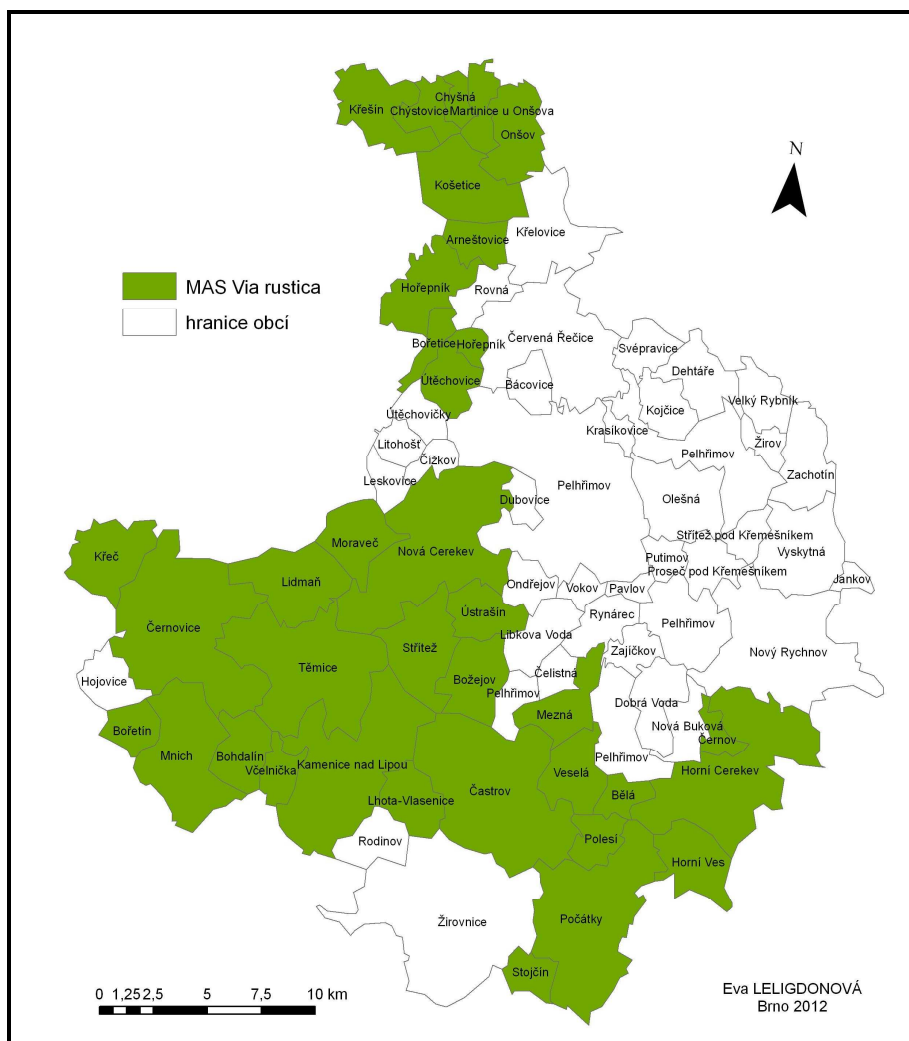 Chyšná
Křešín
Chýstovice
Martinice u Onšova
Onšov
N
Košetice
Křelovice
Arneštovice
MAS Via rustica
Hořepník
Rovná
hranice obcí
Červená Řečice
Bořetice
Hořepník
Svépravice
Dehtáře
Útěchovice
Bácovice
Velký Rybník
Kojčice
Útěchovičky
Krasíkovice
Litohošť
Žirov
Pelhřimov
Čížkov
Zachotín
Leskovice
Pelhřimov
Dubovice
Olešná
Střítež pod Křemešníkem
Křeč
Moraveč
Nová Cerekev
Vyskytná
Putimov
Proseč pod Křemešníkem
Jankov
Lidmaň
Ondřejov
Vokov
Pavlov
Ústrašín
Rynárec
Černovice
Libkova Voda
Pelhřimov
Střítež
Zajíčkov
Nový Rychnov
Těmice
Čelistná
Hojovice
Božejov
Pelhřimov
Dobrá Voda
Mezná
Nová Buková
Bořetín
Černov
Mnich
Bohdalín
Pelhřimov
Včelnička
Kamenice nad Lipou
Horní Cerekev
Veselá
Častrov
Lhota-Vlasenice
Bělá
Rodinov
Polesí
Horní Ves
Žirovnice
Počátky
Stojčín
0 1,25 2,5 5 7,5 10 km
Eva LELIGDONOVÁ
Brno 2012